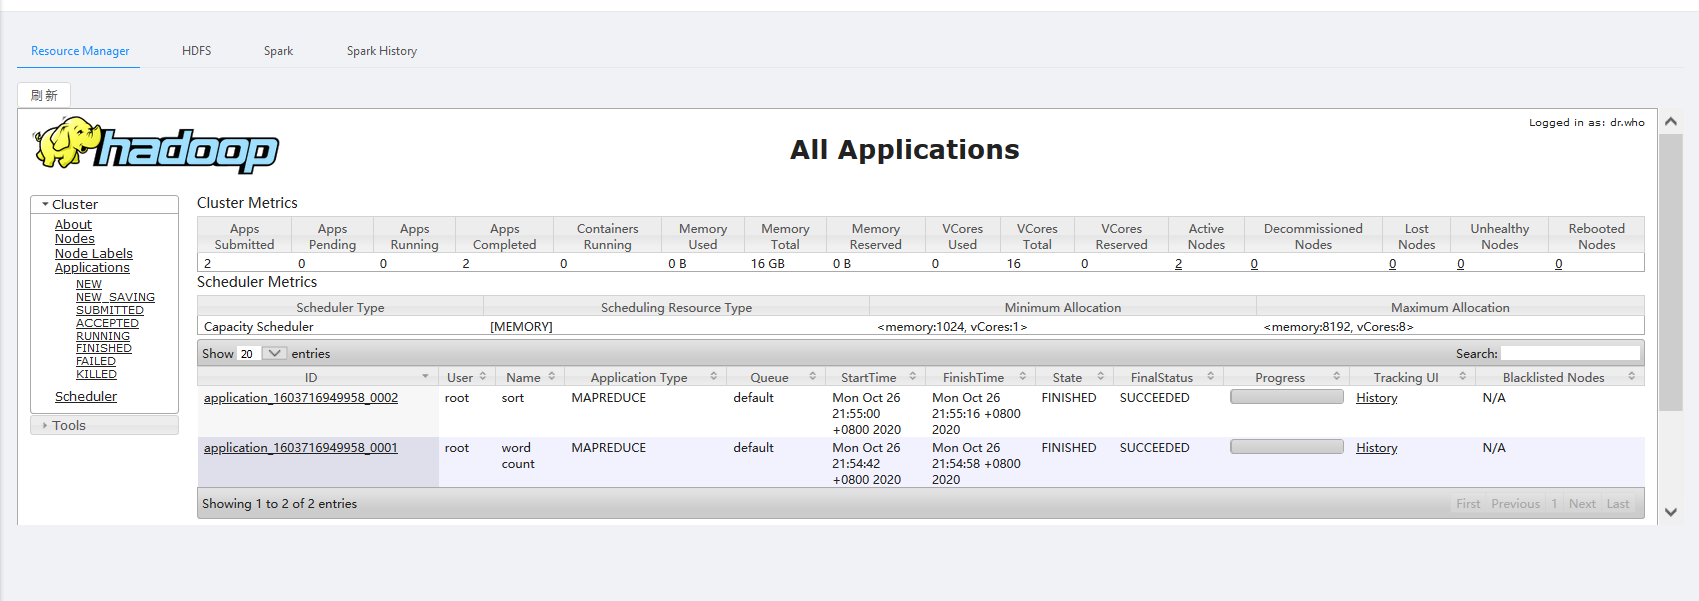 Resource Manager HDFS Spark Spark History
刷 新
hadoop
Logged in as: dr.who
All Applications
Cluster
About
Nodes
Node Labels
Applications
NEW
NEW_SAVING
SUBMITTED
ACCEPTED
RUNNING
FINISHED
FAILED
KILLED
Scheduler
Tools
Cluster Metrics
Apps Submitted Apps Pending Apps Running Apps Completed Containers Running Memory Used Memory Total Memory Reserved VCores Used VCores Total VCores Reserved Active Nodes Decommissioned Nodes Lost Nodes Unhealthy Nodes Rebooted Nodes
2 0 0 2 0 0 B 16 GB 0 B 0 16 0 2 0 0 0 0
Scheduler Metrics
Scheduler Type Scheduling Resource Type Minimum Allocation Maximum Allocation
Capacity Scheduler [MEMORY] <memory:1024, vCores:1> <memory:8192, vCores:8>
Show 20 entries Search:
ID User Name Application Type Queue StartTime FinishTime State FinalStatus Progress Tracking UI Blacklisted Nodes
application_1603716949958_0002 root sort MAPREDUCE default Mon Oct 26 21:55:00 +0800 2020 Mon Oct 26 21:55:16 +0800 2020 FINISHED SUCCEEDED History N/A
application_1603716949958_0001 root word count MAPREDUCE default Mon Oct 26 21:54:42 +0800 2020 Mon Oct 26 21:54:58 +0800 2020 FINISHED SUCCEEDED History N/A
Showing 1 to 2 of 2 entries First Previous 1 Next Last